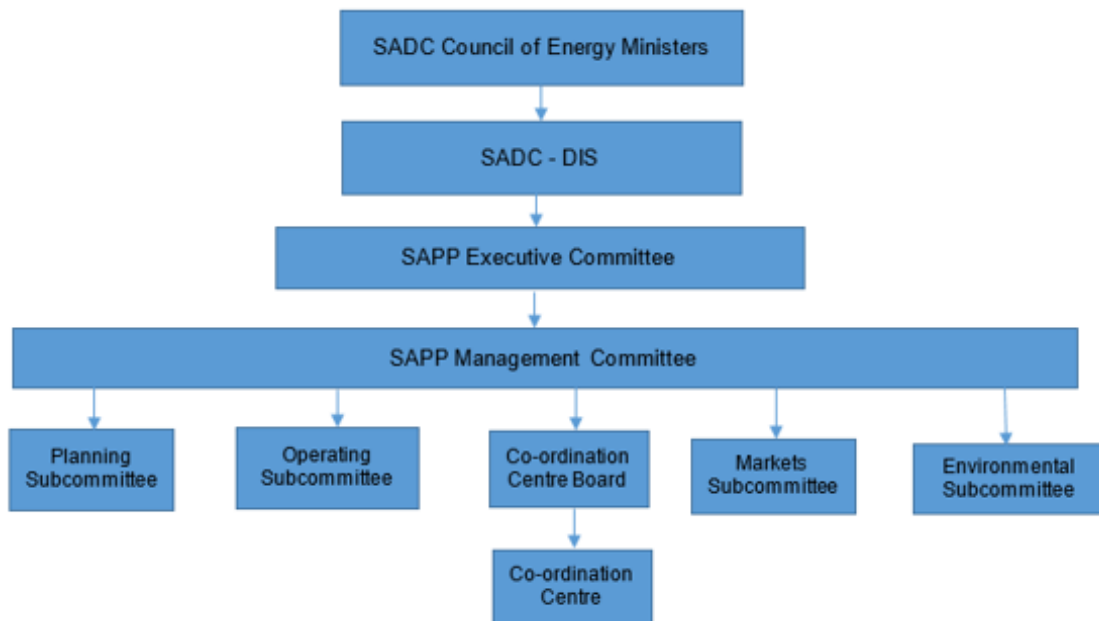 SADC Council of Energy Ministers
SADC - DIS
SAPP Executive Committee
SAPP Management Committee
Planning
Subcommittee
Operating
Subcommittee
Co-ordination
Centre Board
Markets
Subcommittee
Environmental
Subcommittee
Co-ordination
Centre